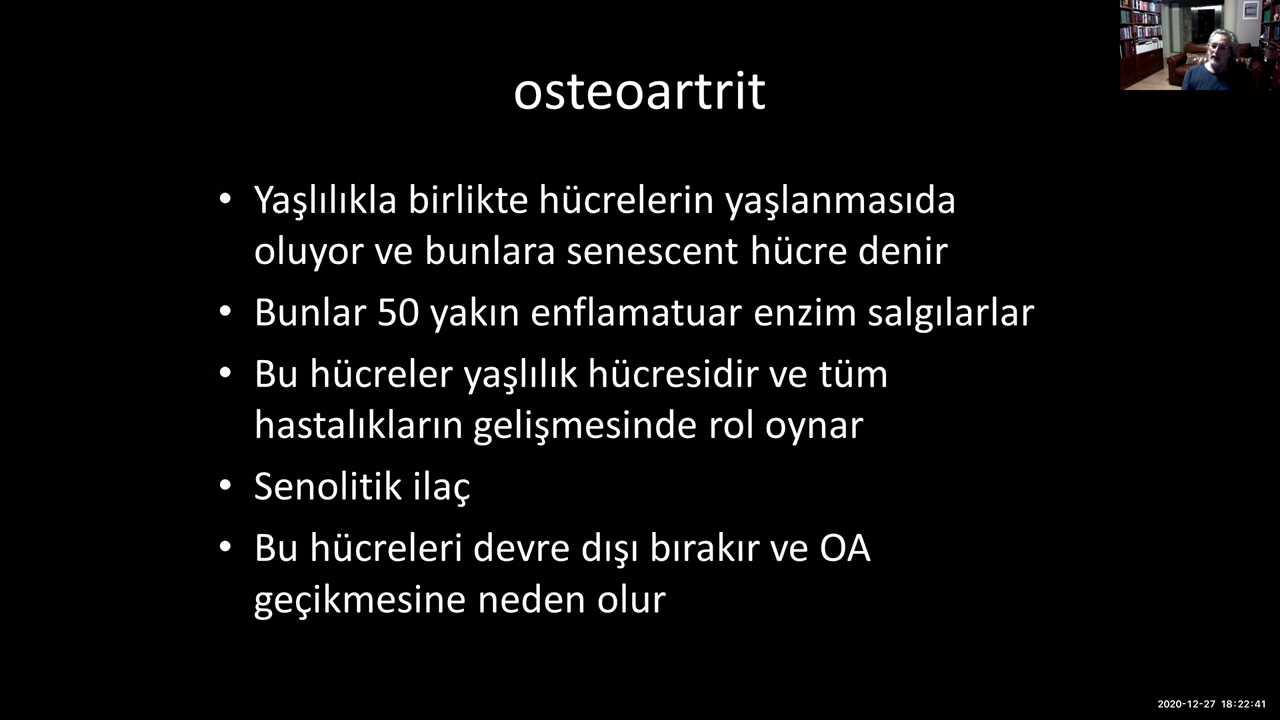 osteoartrit
• Yaşlılıkla birlikte hücrelerin yaşlanmasıda
oluyor ve bunlara senescent hücre denir
• Bunlar 50 yakın enflamatuar enzim salgılarlar
• Bu hücreler yaşlılık hücresidir ve tüm
hastalıkların gelişmesinde rol oynar
• Senolitik ilaç
• Bu hücreleri devre dışı bırakır ve OA
geçikmesine neden olur
2020-12-27 18:22:41